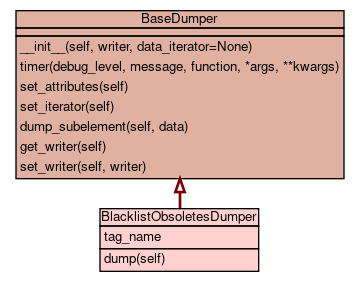 BaseDumper
__init__(self, writer, data_iterator=None)
timer(debug_level, message, function, *args, **kwargs)
set_attributes(self)
set_iterator(self)
dump_subelement(self, data)
get_writer(self)
set_writer(self, writer)
BlacklistObsoletesDumper
tag_name
dump(self)